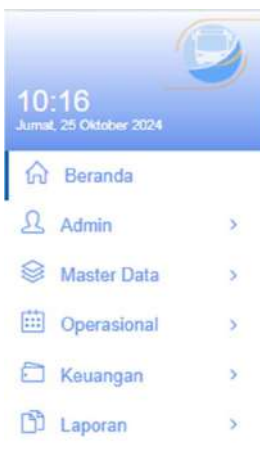 10:16
Jumat, 25 Oktober 2024
Beranda
Admin
Master Data
Operasional
Keuangan
Laporan